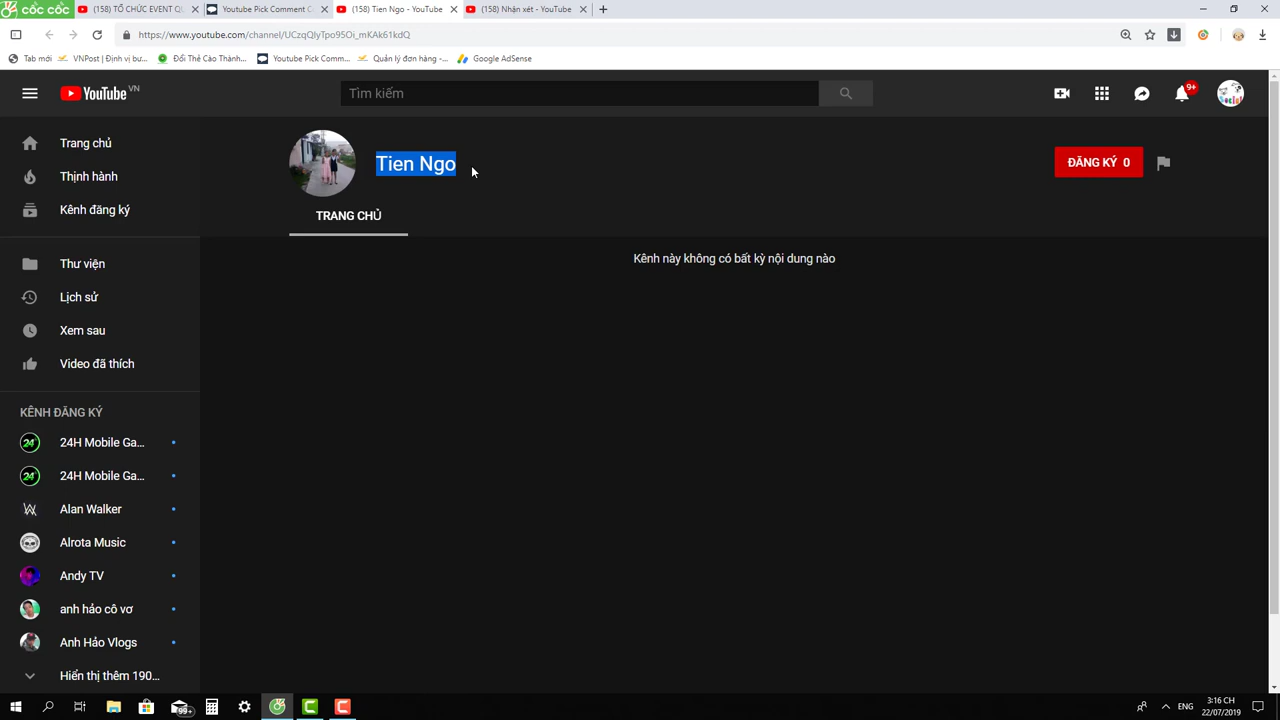 cốc cốc
(158) TỔ CHỨC EVENT QU
Youtube Pick Comment C
(158) Tien Ngo - YouTube
(158) Nhận xét - YouTube
https://www.youtube.com/channel/UCzqQlyTpo95Oi_mKAk61kdQ
Tab mới
VNPost | Định vị bư...
Đổi Thẻ Cào Thành...
Youtube Pick Comm...
Quản lý đơn hàng -...
Google AdSense
YouTube VN
Tìm kiếm
9+
Trang chủ
Thịnh hành
Kênh đăng ký
Thư viện
Lịch sử
Xem sau
Video đã thích
KÊNH ĐĂNG KÝ
24H Mobile Ga...
24H Mobile Ga...
Alan Walker
Alrota Music
Andy TV
anh hảo cô vơ
Anh Hảo Vlogs
Hiển thị thêm 190...
Tien Ngo
ĐĂNG KÝ 0
TRANG CHỦ
Kênh này không có bất kỳ nội dung nào
99+
ENG
3:16 CH
22/07/2019